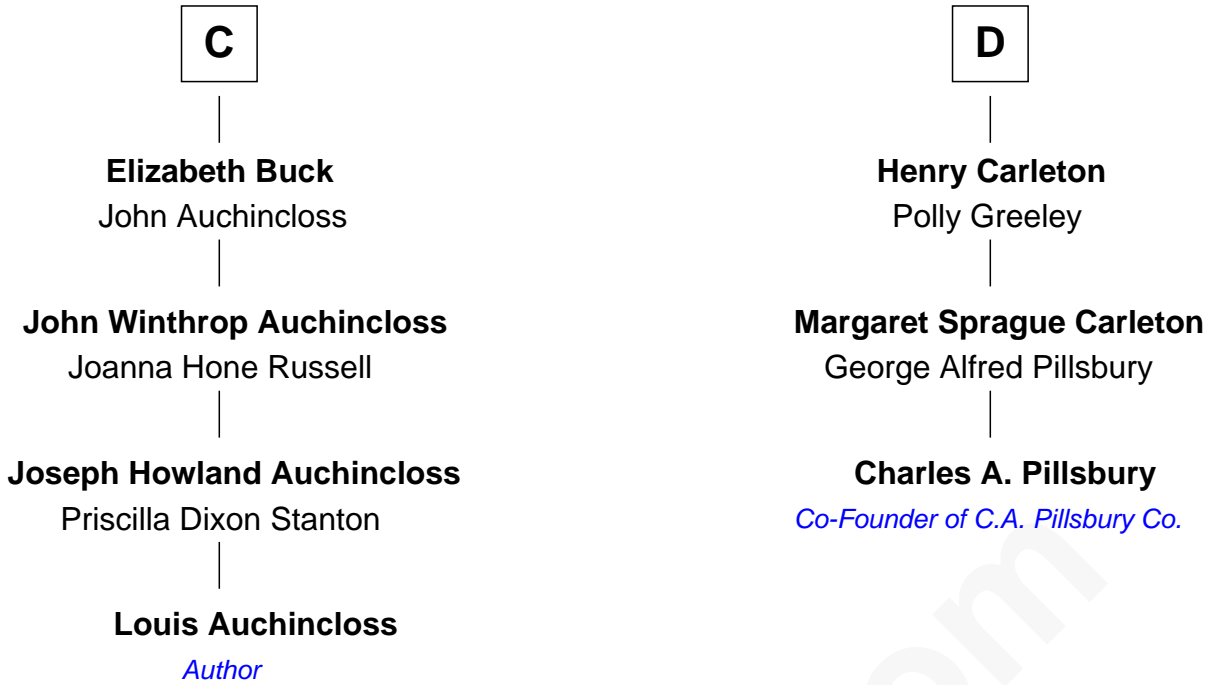 C
Elizabeth Buck
John Auchincloss
John Winthrop Auchincloss
Joanna Hone Russell
Joseph Howland Auchincloss
Priscilla Dixon Stanton
Louis Auchincloss
Author
D
Henry Carleton
Polly Greeley
Margaret Sprague Carleton
George Alfred Pillsbury
Charles A. Pillsbury
Co-Founder of C.A. Pillsbury Co.
om